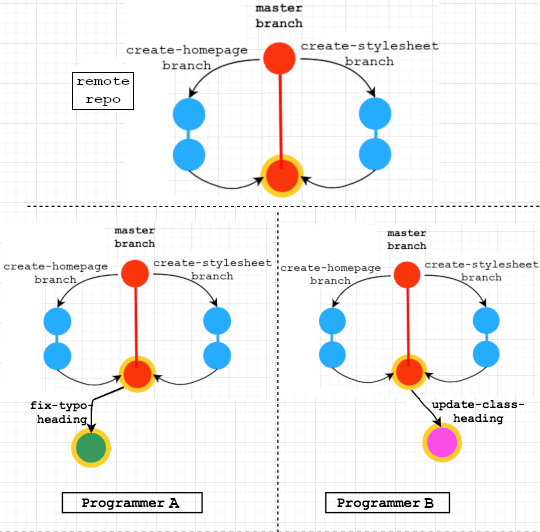 master
branch
create-homepage
branch
create-stylesheet
branch
remote
repo
master
branch
create-homepage
branch
create-stylesheet
branch
fix-typo-
heading
Programmer A
master
branch
create-homepage
branch
create-stylesheet
branch
update-class-
heading
Programmer B